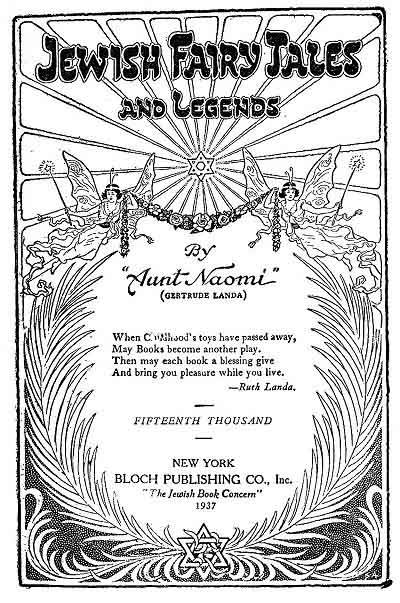 JEWISH FAIRY TALES
AND LEGENDS
By
"Aunt Naomi"
(GERTRUDE LANDA)
When Childhood's toys have passed away,
May Books become another play.
Then may each book a blessing give
And bring you pleasure while you live.
—Ruth Landa.
FIFTEENTH THOUSAND
NEW YORK
BLOCH PUBLISHING CO., Inc.
"The Jewish Book Concern"
1937